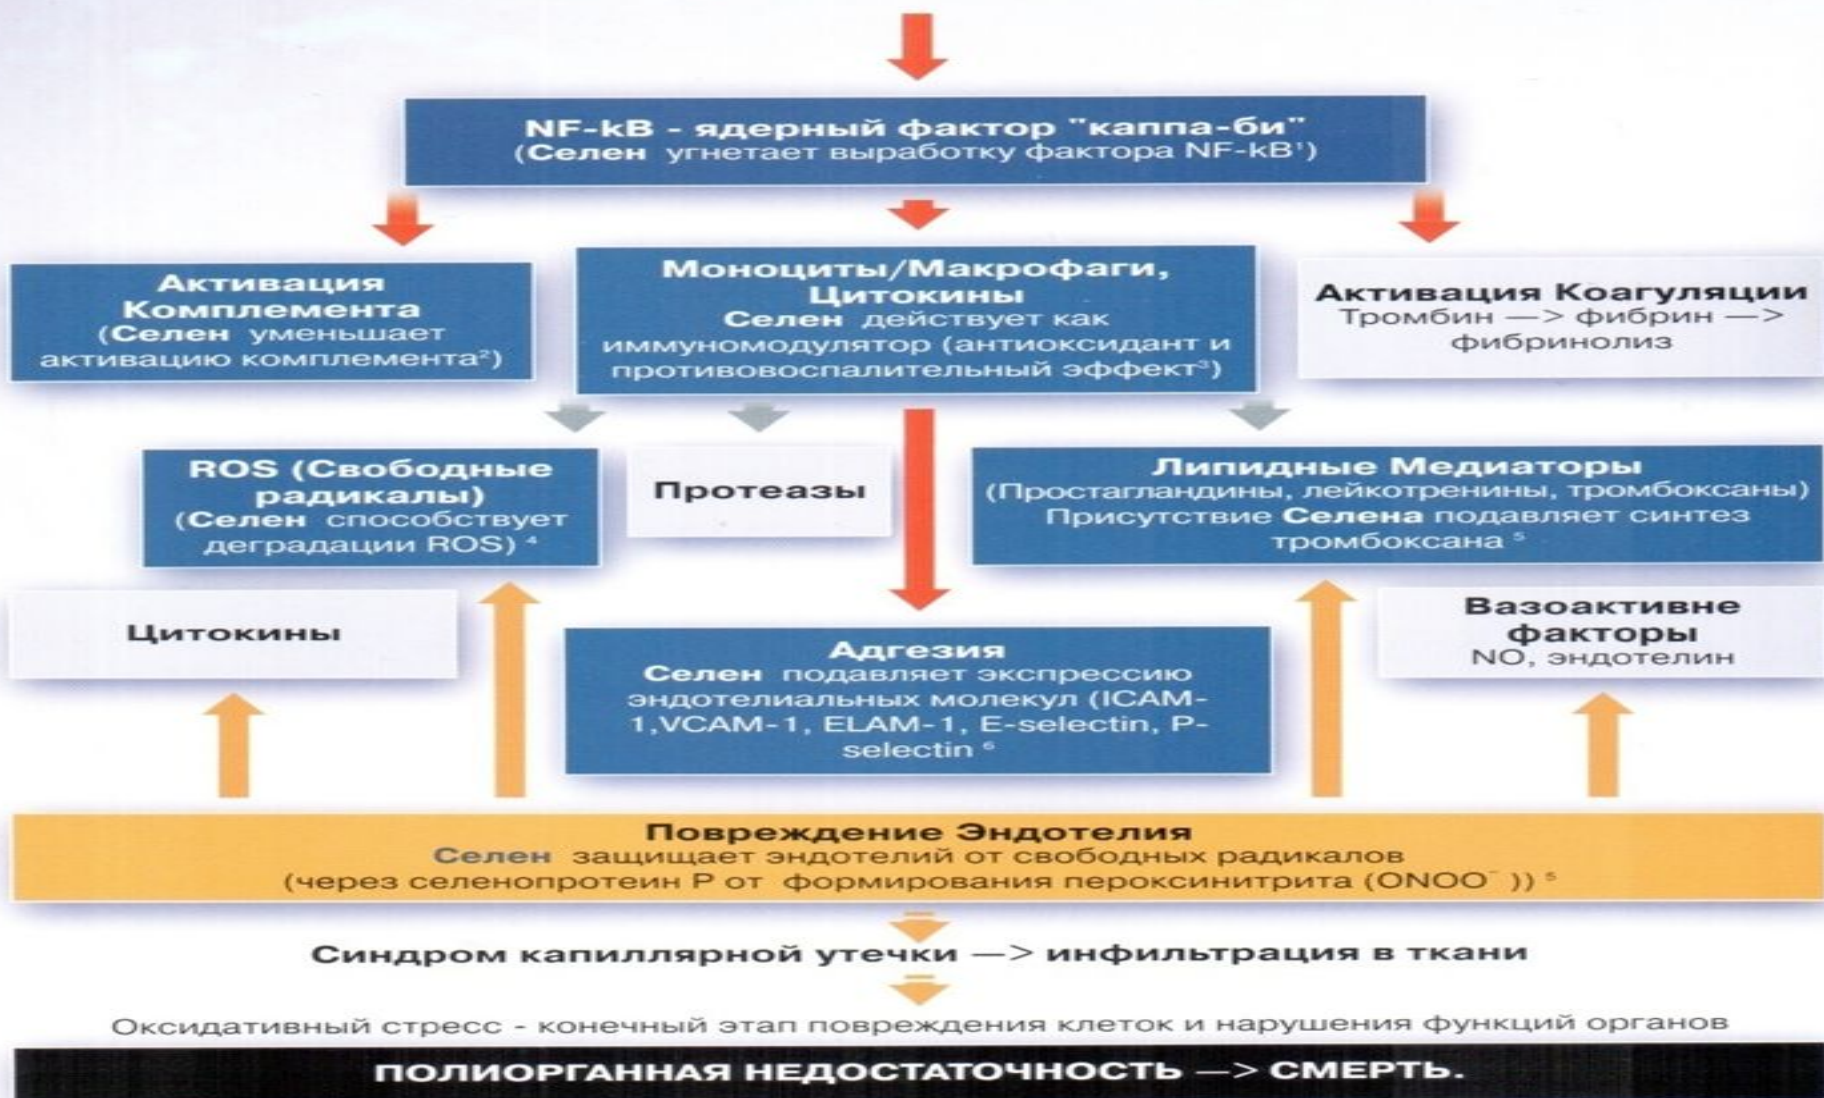 NF-kB - ядерный фактор "каппа-би"
(Селен угнетает выработку фактора NF-kB¹)
Активация
Комплемента
(Селен уменьшает
активацию комплемента²)
Моноциты/Макрофаги,
Цитокины
Селен действует как
иммуномодулятор (антиоксидант и
противовоспалительный эффект³)
Активация Коагуляции
Тромбин —> фибрин —>
фибринолиз
ROS (Свободные
радикалы)
(Селен способствует
деградации ROS) ⁴
Протеазы
Липидные Медиаторы
(Простагландины, лейкотренины, тромбоксаны)
Присутствие Селена подавляет синтез
тромбоксана ⁵
Цитокины
Адгезия
Селен подавляет экспрессию
эндотелиальных молекул (ICAM-
1,VCAM-1, ELAM-1, E-selectin, P-
selectin ⁶
Вазоактивне
факторы
NO, эндотелин
Повреждение Эндотелия
Селен защищает эндотелий от свободных радикалов
(через селенопротеин P от формирования пероксинитрита (ONOO⁻ )) ⁵
Синдром капиллярной утечки —> инфильтрация в ткани
Оксидативный стресс - конечный этап повреждения клеток и нарушения функций органов
ПОЛИОРГАННАЯ НЕДОСТАТОЧНОСТЬ —> СМЕРТЬ.